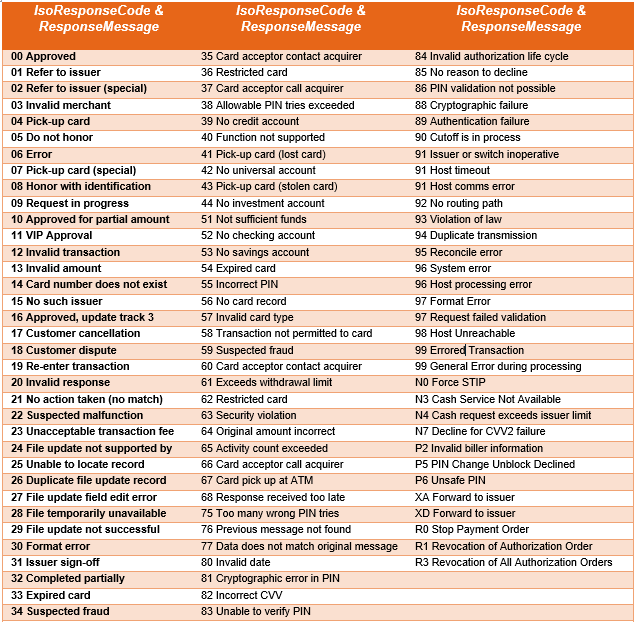 IsoResponseCode &
ResponseMessage
00 Approved
01 Refer to issuer
02 Refer to issuer (special)
03 Invalid merchant
04 Pick-up card
05 Do not honor
06 Error
07 Pick-up card (special)
08 Honor with identification
09 Request in progress
10 Approved for partial amount
11 VIP Approval
12 Invalid transaction
13 Invalid amount
14 Card number does not exist
15 No such issuer
16 Approved, update track 3
17 Customer cancellation
18 Customer dispute
19 Re-enter transaction
20 Invalid response
21 No action taken (no match)
22 Suspected malfunction
23 Unacceptable transaction fee
24 File update not supported by
25 Unable to locate record
26 Duplicate file update record
27 File update field edit error
28 File temporarily unavailable
29 File update not successful
30 Format error
31 Issuer sign-off
32 Completed partially
33 Expired card
34 Suspected fraud
IsoResponseCode &
ResponseMessage
35 Card acceptor contact acquirer
36 Restricted card
37 Card acceptor call acquirer
38 Allowable PIN tries exceeded
39 No credit account
40 Function not supported
41 Pick-up card (lost card)
42 No universal account
43 Pick-up card (stolen card)
44 No investment account
51 Not sufficient funds
52 No checking account
53 No savings account
54 Expired card
55 Incorrect PIN
56 No card record
57 Invalid card type
58 Transaction not permitted to card
59 Suspected fraud
60 Card acceptor contact acquirer
61 Exceeds withdrawal limit
62 Restricted card
63 Security violation
64 Original amount incorrect
65 Activity count exceeded
66 Card acceptor call acquirer
67 Card pick up at ATM
68 Response received too late
75 Too many wrong PIN tries
76 Previous message not found
77 Data does not match original message
80 Invalid date
81 Cryptographic error in PIN
82 Incorrect CVV
83 Unable to verify PIN
IsoResponseCode &
ResponseMessage
84 Invalid authorization life cycle
85 No reason to decline
86 PIN validation not possible
88 Cryptographic failure
89 Authentication failure
90 Cutoff is in process
91 Issuer or switch inoperative
91 Host timeout
91 Host comms error
92 No routing path
93 Violation of law
94 Duplicate transmission
95 Reconcile error
96 System error
96 Host processing error
97 Format Error
97 Request failed validation
98 Host Unreachable
99 Errored Transaction
99 General Error during processing
N0 Force STIP
N3 Cash Service Not Available
N4 Cash request exceeds issuer limit
N7 Decline for CVV2 failure
P2 Invalid biller information
P5 PIN Change Unblock Declined
P6 Unsafe PIN
XA Forward to issuer
XD Forward to issuer
R0 Stop Payment Order
R1 Revocation of Authorization Order
R3 Revocation of All Authorization Orders